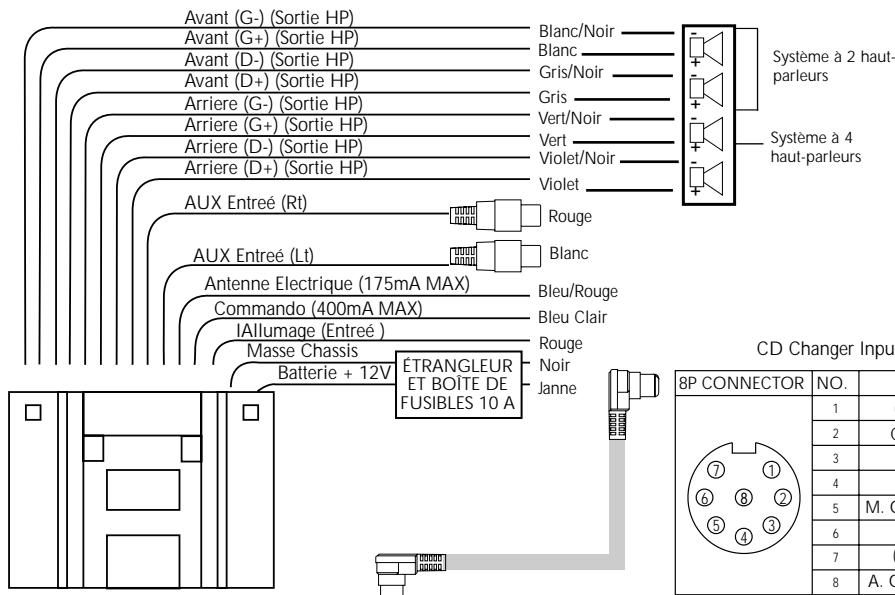 Avant (G-) (Sortie HP)
Avant (G+) (Sortie HP)
Avant (D-) (Sortie HP)
Avant (D+) (Sortie HP)
Arriere (G-) (Sortie HP)
Arriere (G+) (Sortie HP)
Arriere (D-) (Sortie HP)
Arriere (D+) (Sortie HP)
Blanc/Noir
Blanc
Gris/Noir
Gris
Vert/Noir
Vert
Violet/Noir
Violet
-
+
-
+
-
+
-
+
Système à 2 haut-
parleurs
Système à 4
haut-parleurs
AUX Entreé (Rt)
Rouge
AUX Entreé (Lt)
Blanc
Antenne Electrique (175mA MAX)
Bleu/Rouge
Commando (400mA MAX)
Bleu Clair
IAllumage (Entreé )
Rouge
Masse Chassis
Noir
Batterie + 12V
Janne
ÉTRANGLEUR
ET BOÎTE DE
FUSIBLES 10 A
CD Changer
8P CONNECTOR NO.
1
2
3
4
5 M.
6
7
8 A.
7 1
6 8 2
5 4 3